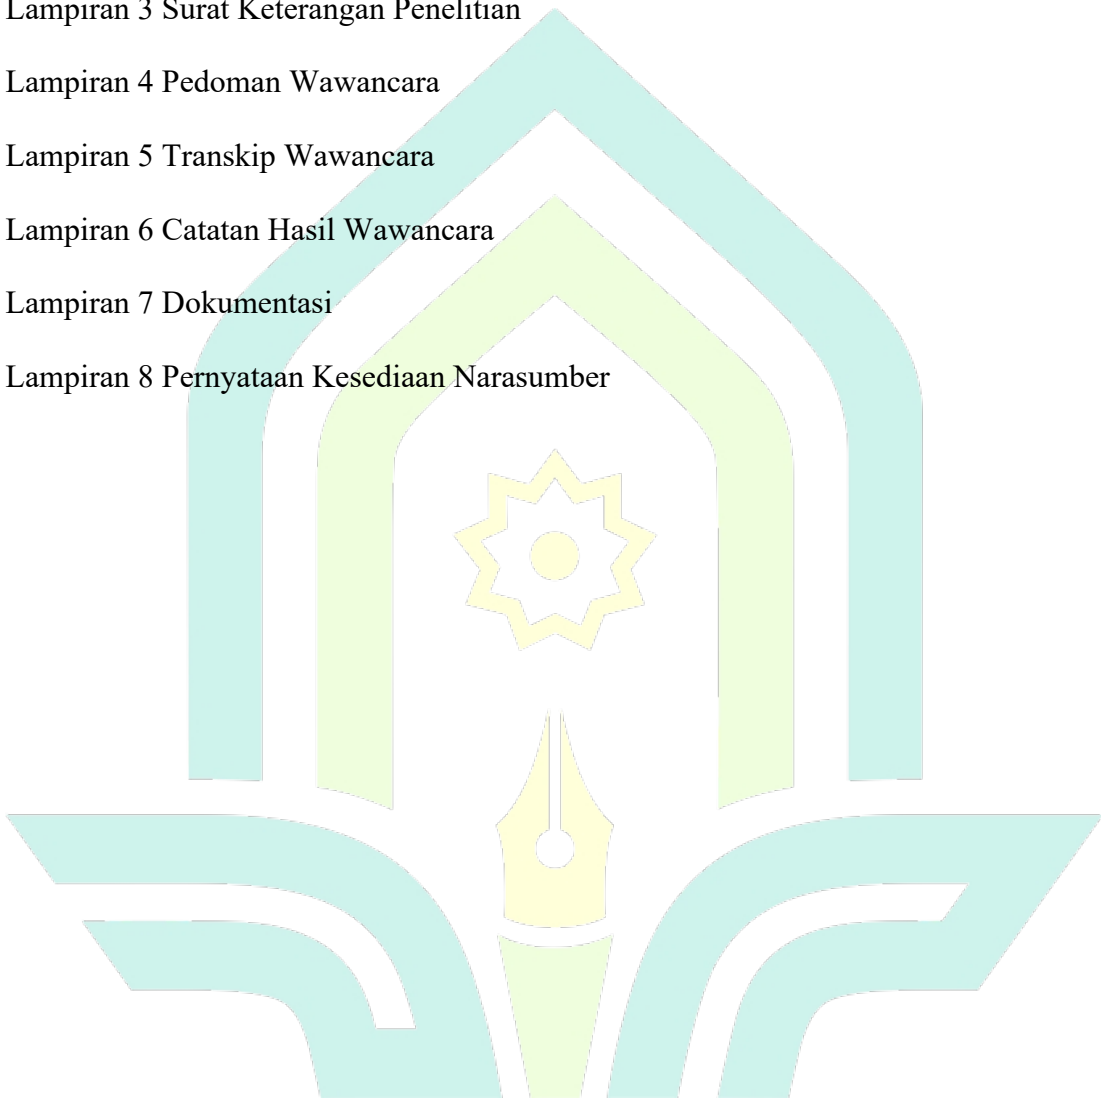 Lampiran 3 Surat Keterangan Penelitian
Lampiran 4 Pedoman Wawancara
Lampiran 5 Transkip Wawancara
Lampiran 6 Catatan Hasil Wawancara
Lampiran 7 Dokumentasi
Lampiran 8 Pernyataan Kesediaan Narasumber